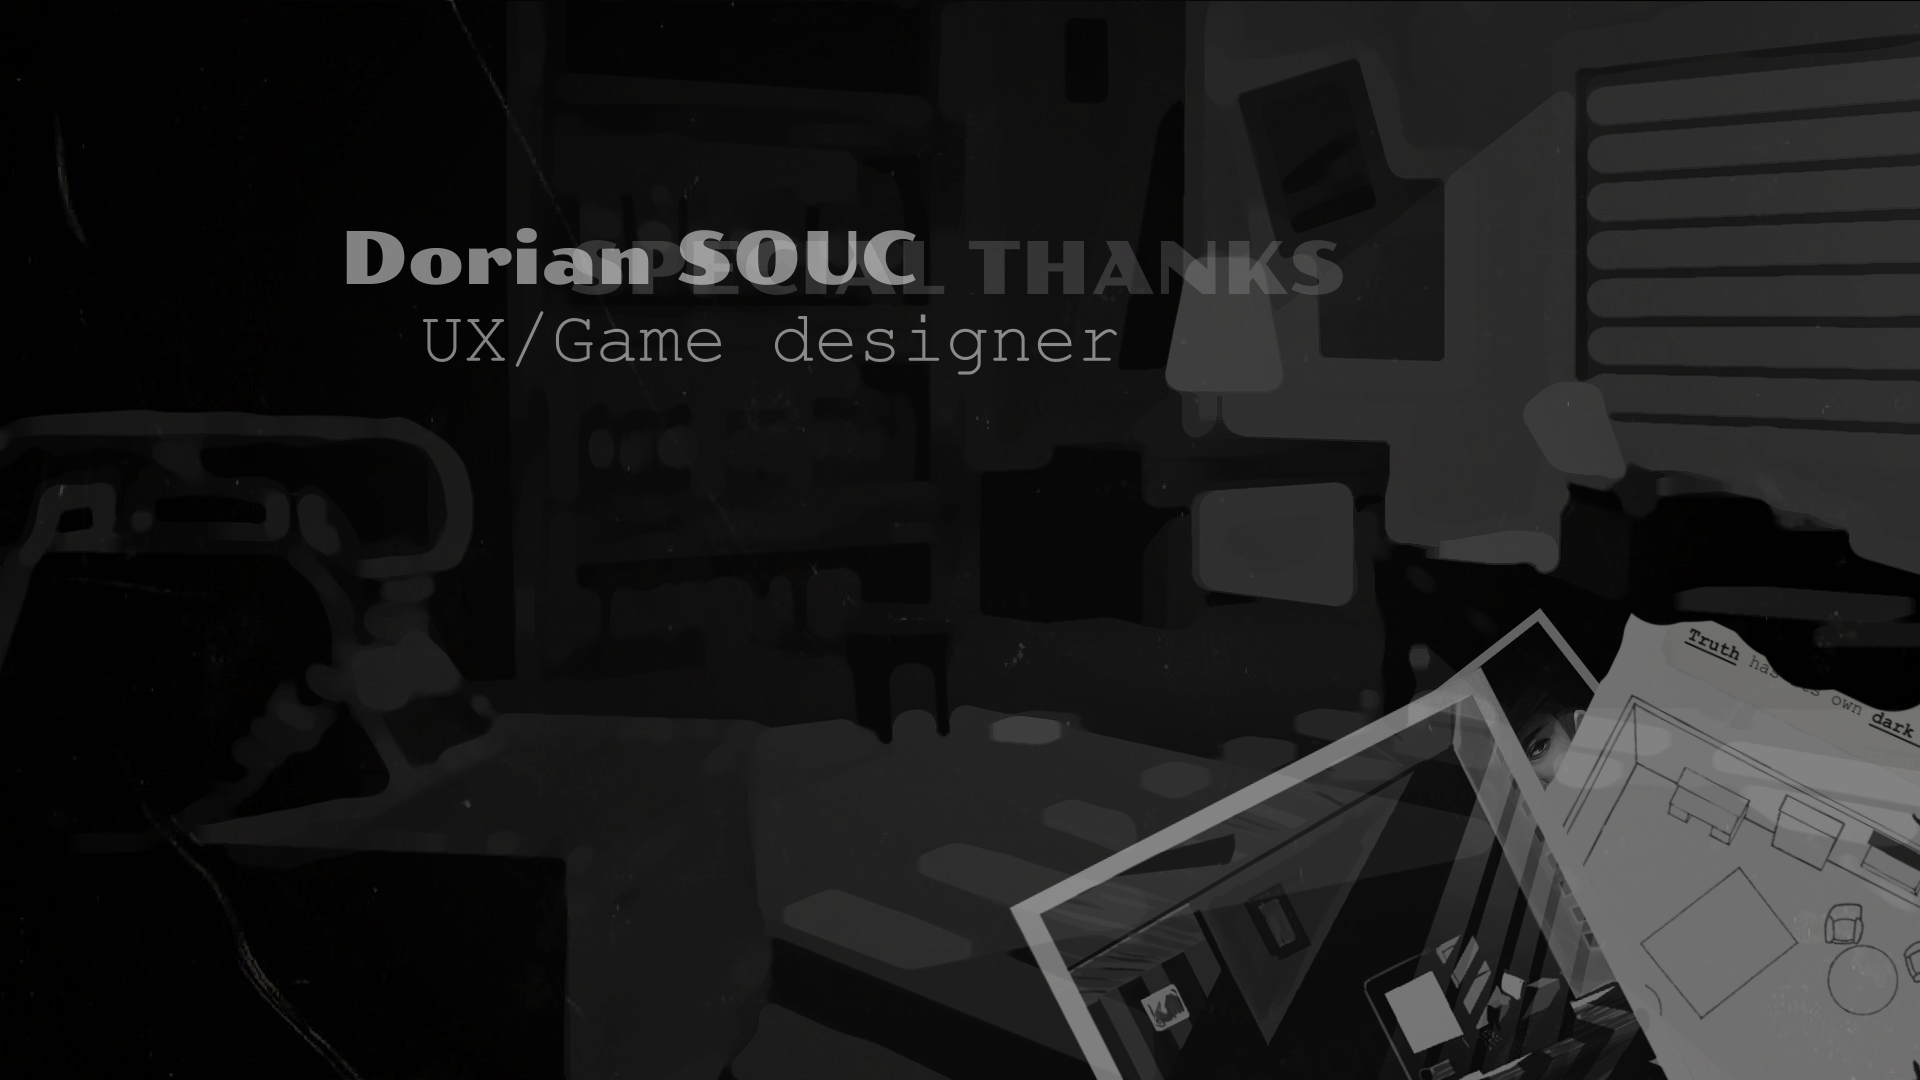 Dorian SOUC
SPECIAL THANKS
UX/Game designer
Truth has its own dark